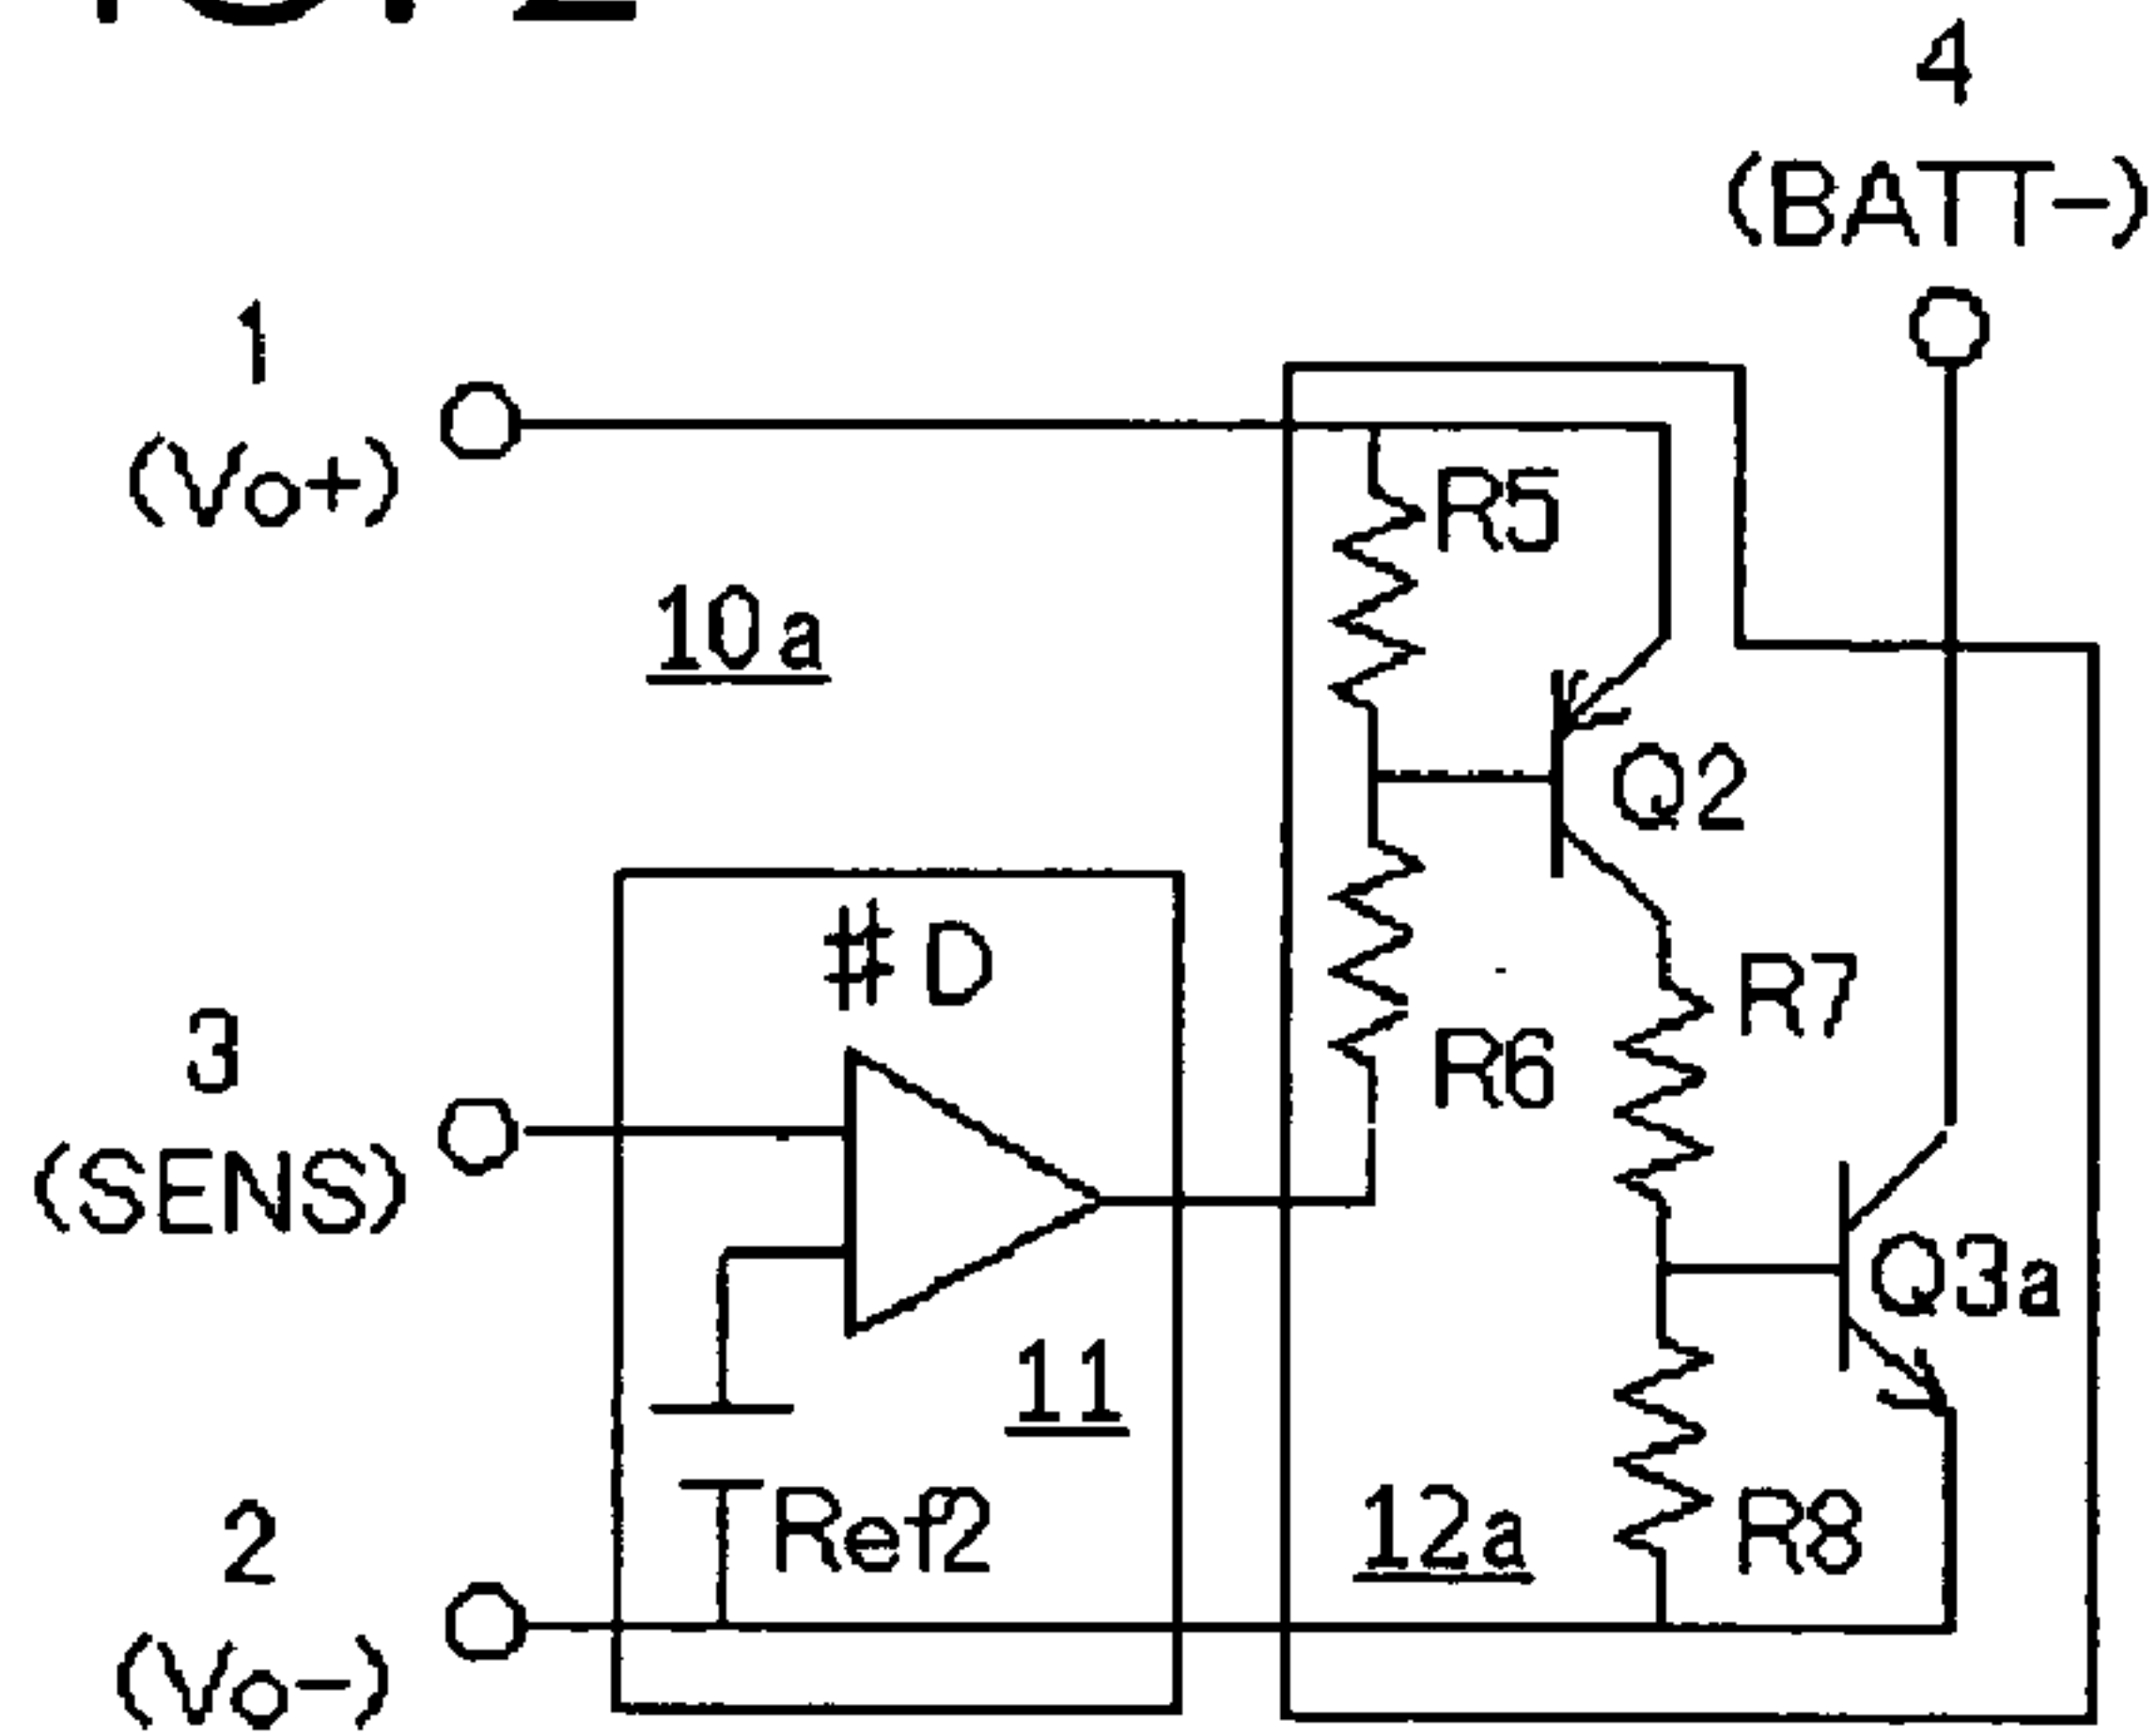 4
(BATT-)
1
(Vo+)
R5
10a
Q2
#D
R7
3
R6
(SENS)
Q3a
11
Ref2
12a
R8
2
(Vo-)